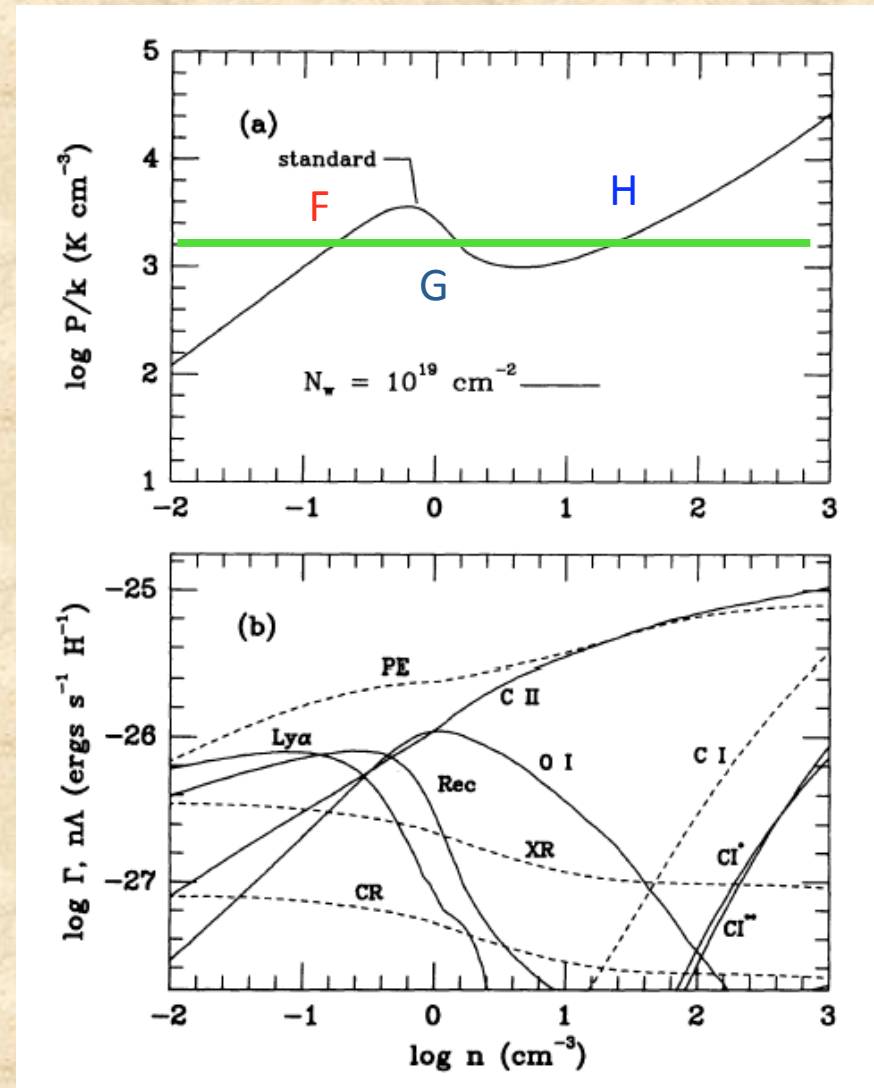 5
4
3
2
1
log P/k (K cm⁻³)
(a)
standard
F
H
G
N_w = 10¹⁹ cm⁻²
-2 -1 0 1 2 3
-25
-26
-27
log Γ, nΛ (ergs s⁻¹ H⁻¹)
(b)
PE
C II
Lyα
O I
C I
Rec
XR
CR
CI*
CI**
-2 -1 0 1 2 3
log n (cm⁻³)